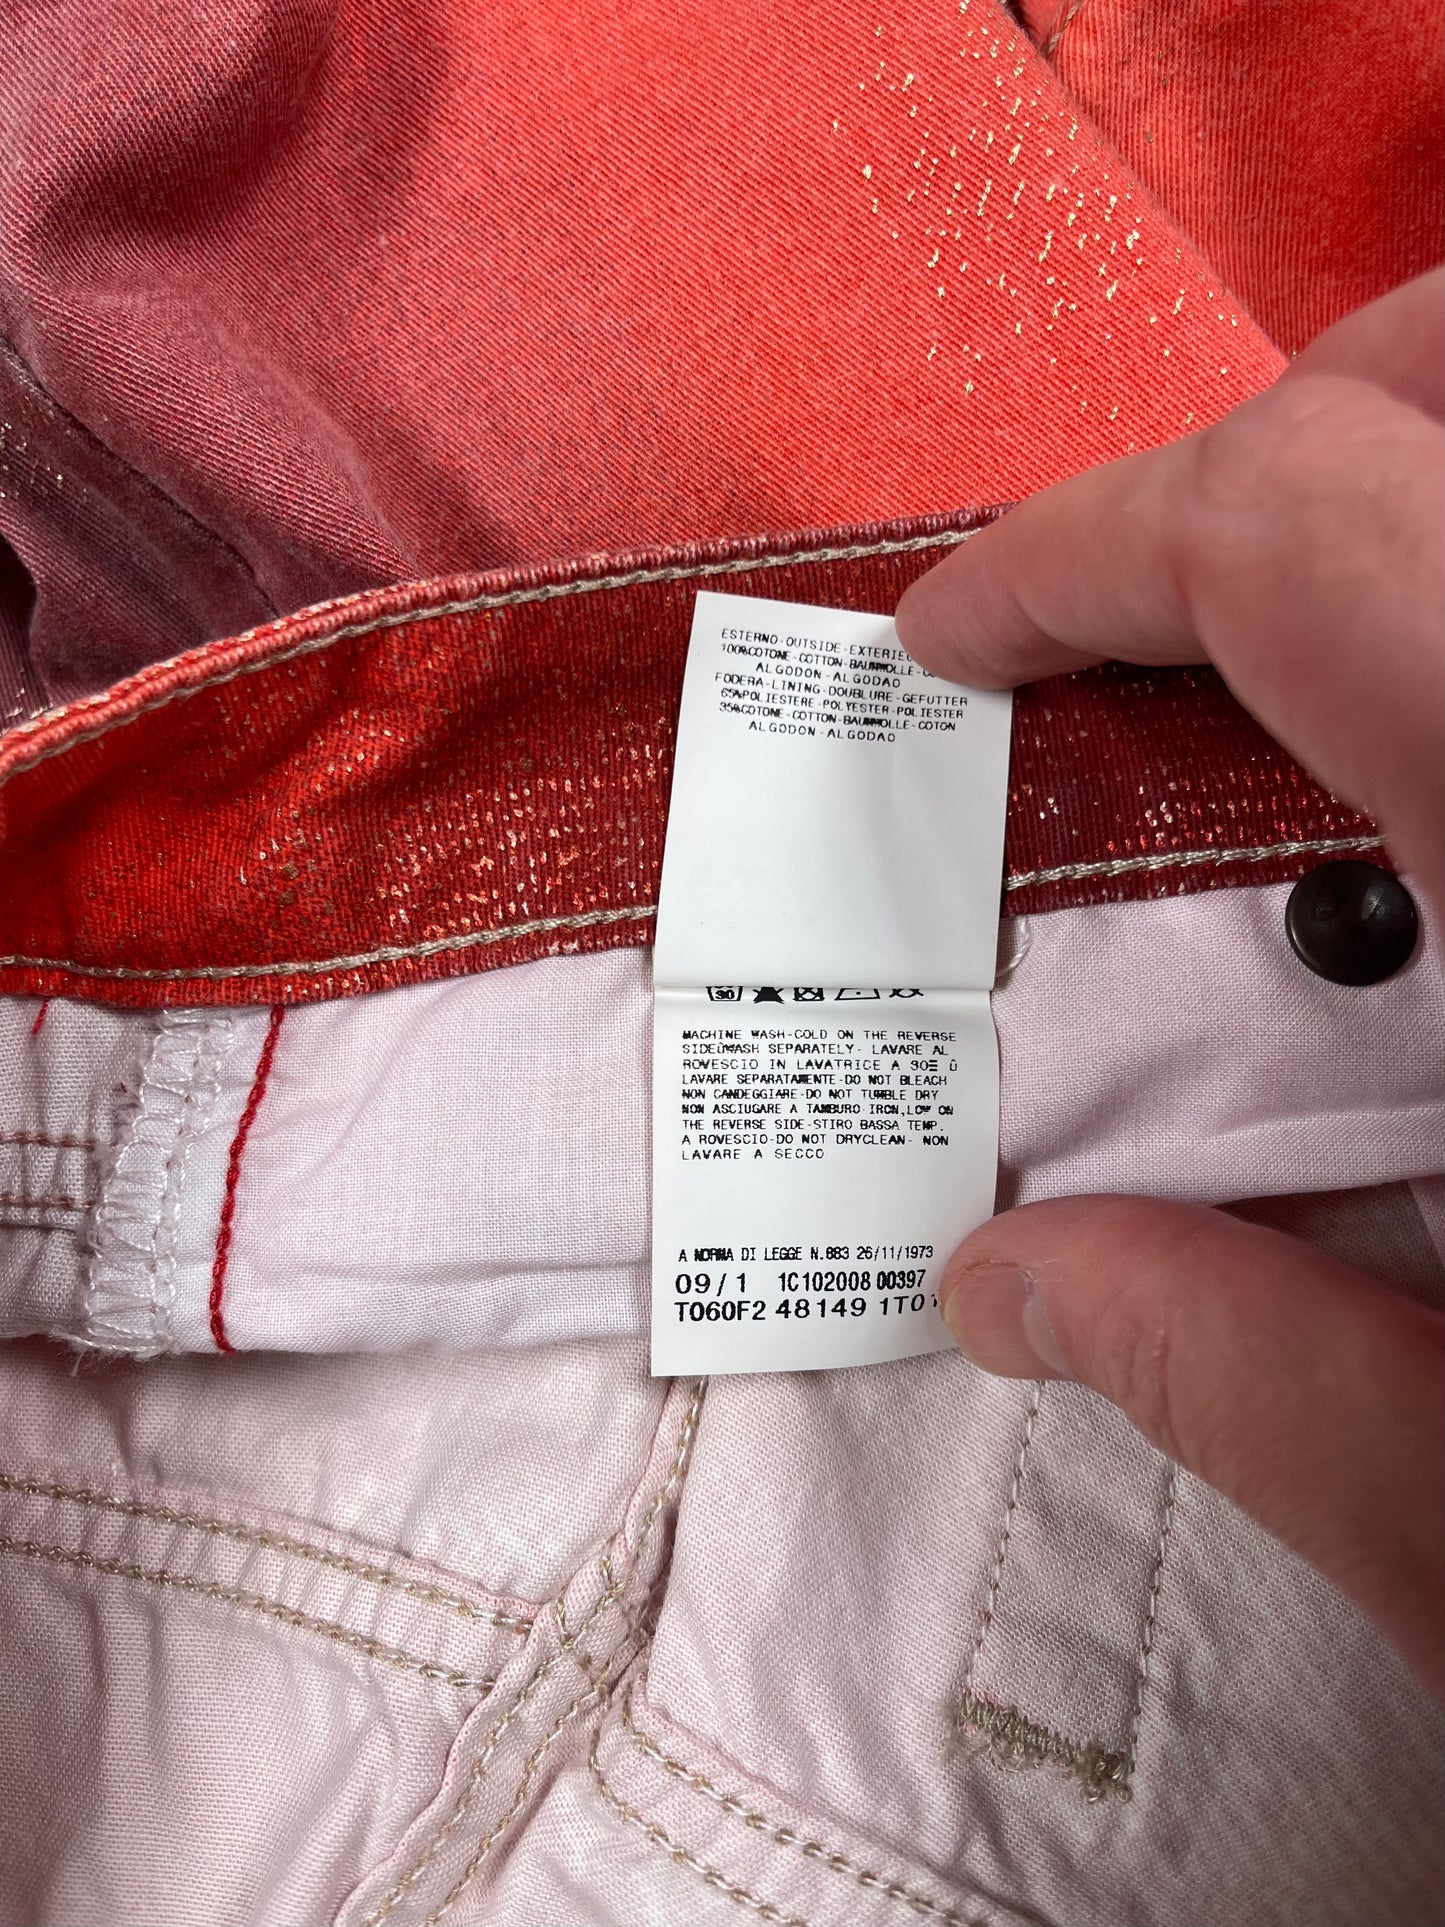 ESTERNO-OUTSIDE-EXTERIEU
100%COTONE-COTTON-BAUMWOLLE-CO
ALGODON-ALGODAO
FODERA-LINING-DOUBLURE-GEFUTTER
65%POLIESTERE-POLYESTER-POLIESTER
35%COTONE-COTTON-BAUMWOLLE-COTON
ALGODON-ALGODAO
30
MACHINE WASH-COLD ON THE REVERSE
SIDEÛWASH SEPARATELY- LAVARE AL
ROVESCIO IN LAVATRICE A 30Ξ Û
LAVARE SEPARATAMENTE-DO NOT BLEACH
NON CANDEGGIARE-DO NOT TUMBLE DRY
NON ASCIUGARE A TAMBURO-IRON,LOW ON
THE REVERSE SIDE-STIRO BASSA TEMP.
A ROVESCIO-DO NOT DRYCLEAN- NON
LAVARE A SECCO
A NORMA DI LEGGE N.883 26/11/1973
09/1 1C102008 00397
T060F2 48149 1T01